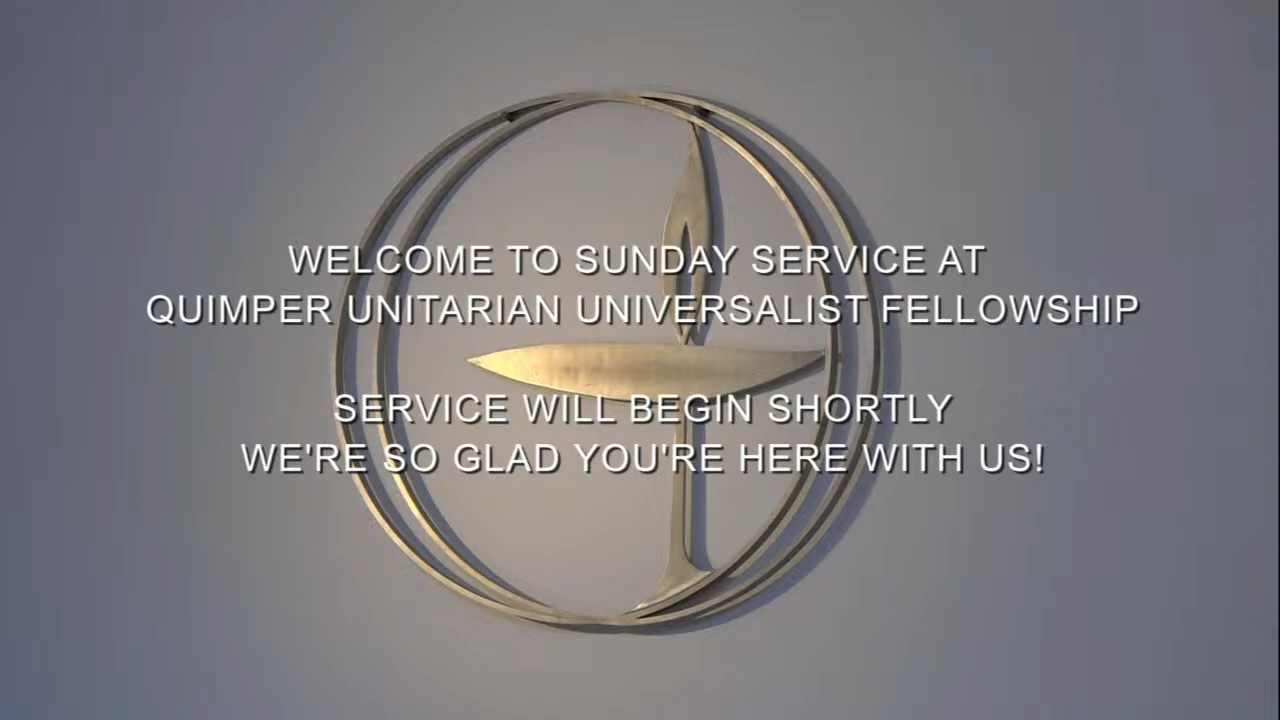 WELCOME TO SUNDAY SERVICE AT
QUIMPER UNITARIAN UNIVERSALIST FELLOWSHIP
SERVICE WILL BEGIN SHORTLY
WE'RE SO GLAD YOU'RE HERE WITH US!